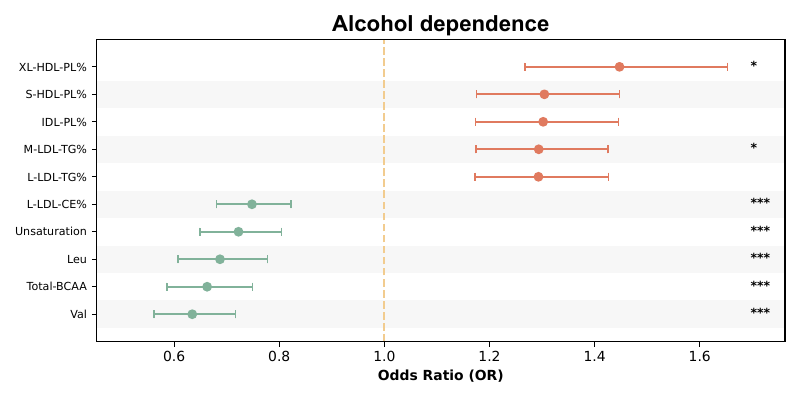 Alcohol dependence
XL-HDL-PL% *
S-HDL-PL%
IDL-PL%
M-LDL-TG% *
L-LDL-TG%
L-LDL-CE% ***
Unsaturation ***
Leu ***
Total-BCAA ***
Val ***
0.6 0.8 1.0 1.2 1.4 1.6
Odds Ratio (OR)